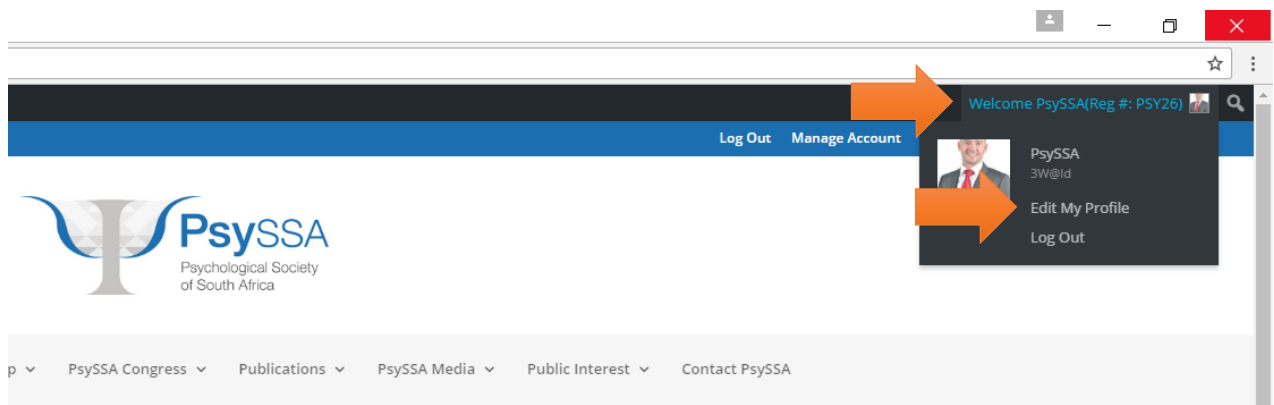 Welcome PsySSA(Reg #: PSY26)
Log Out Manage Account
PsySSA
3W@Id
Edit My Profile
Log Out
PsySSA
Psychological Society
of South Africa
p PsySSA Congress Publications PsySSA Media Public Interest Contact PsySSA